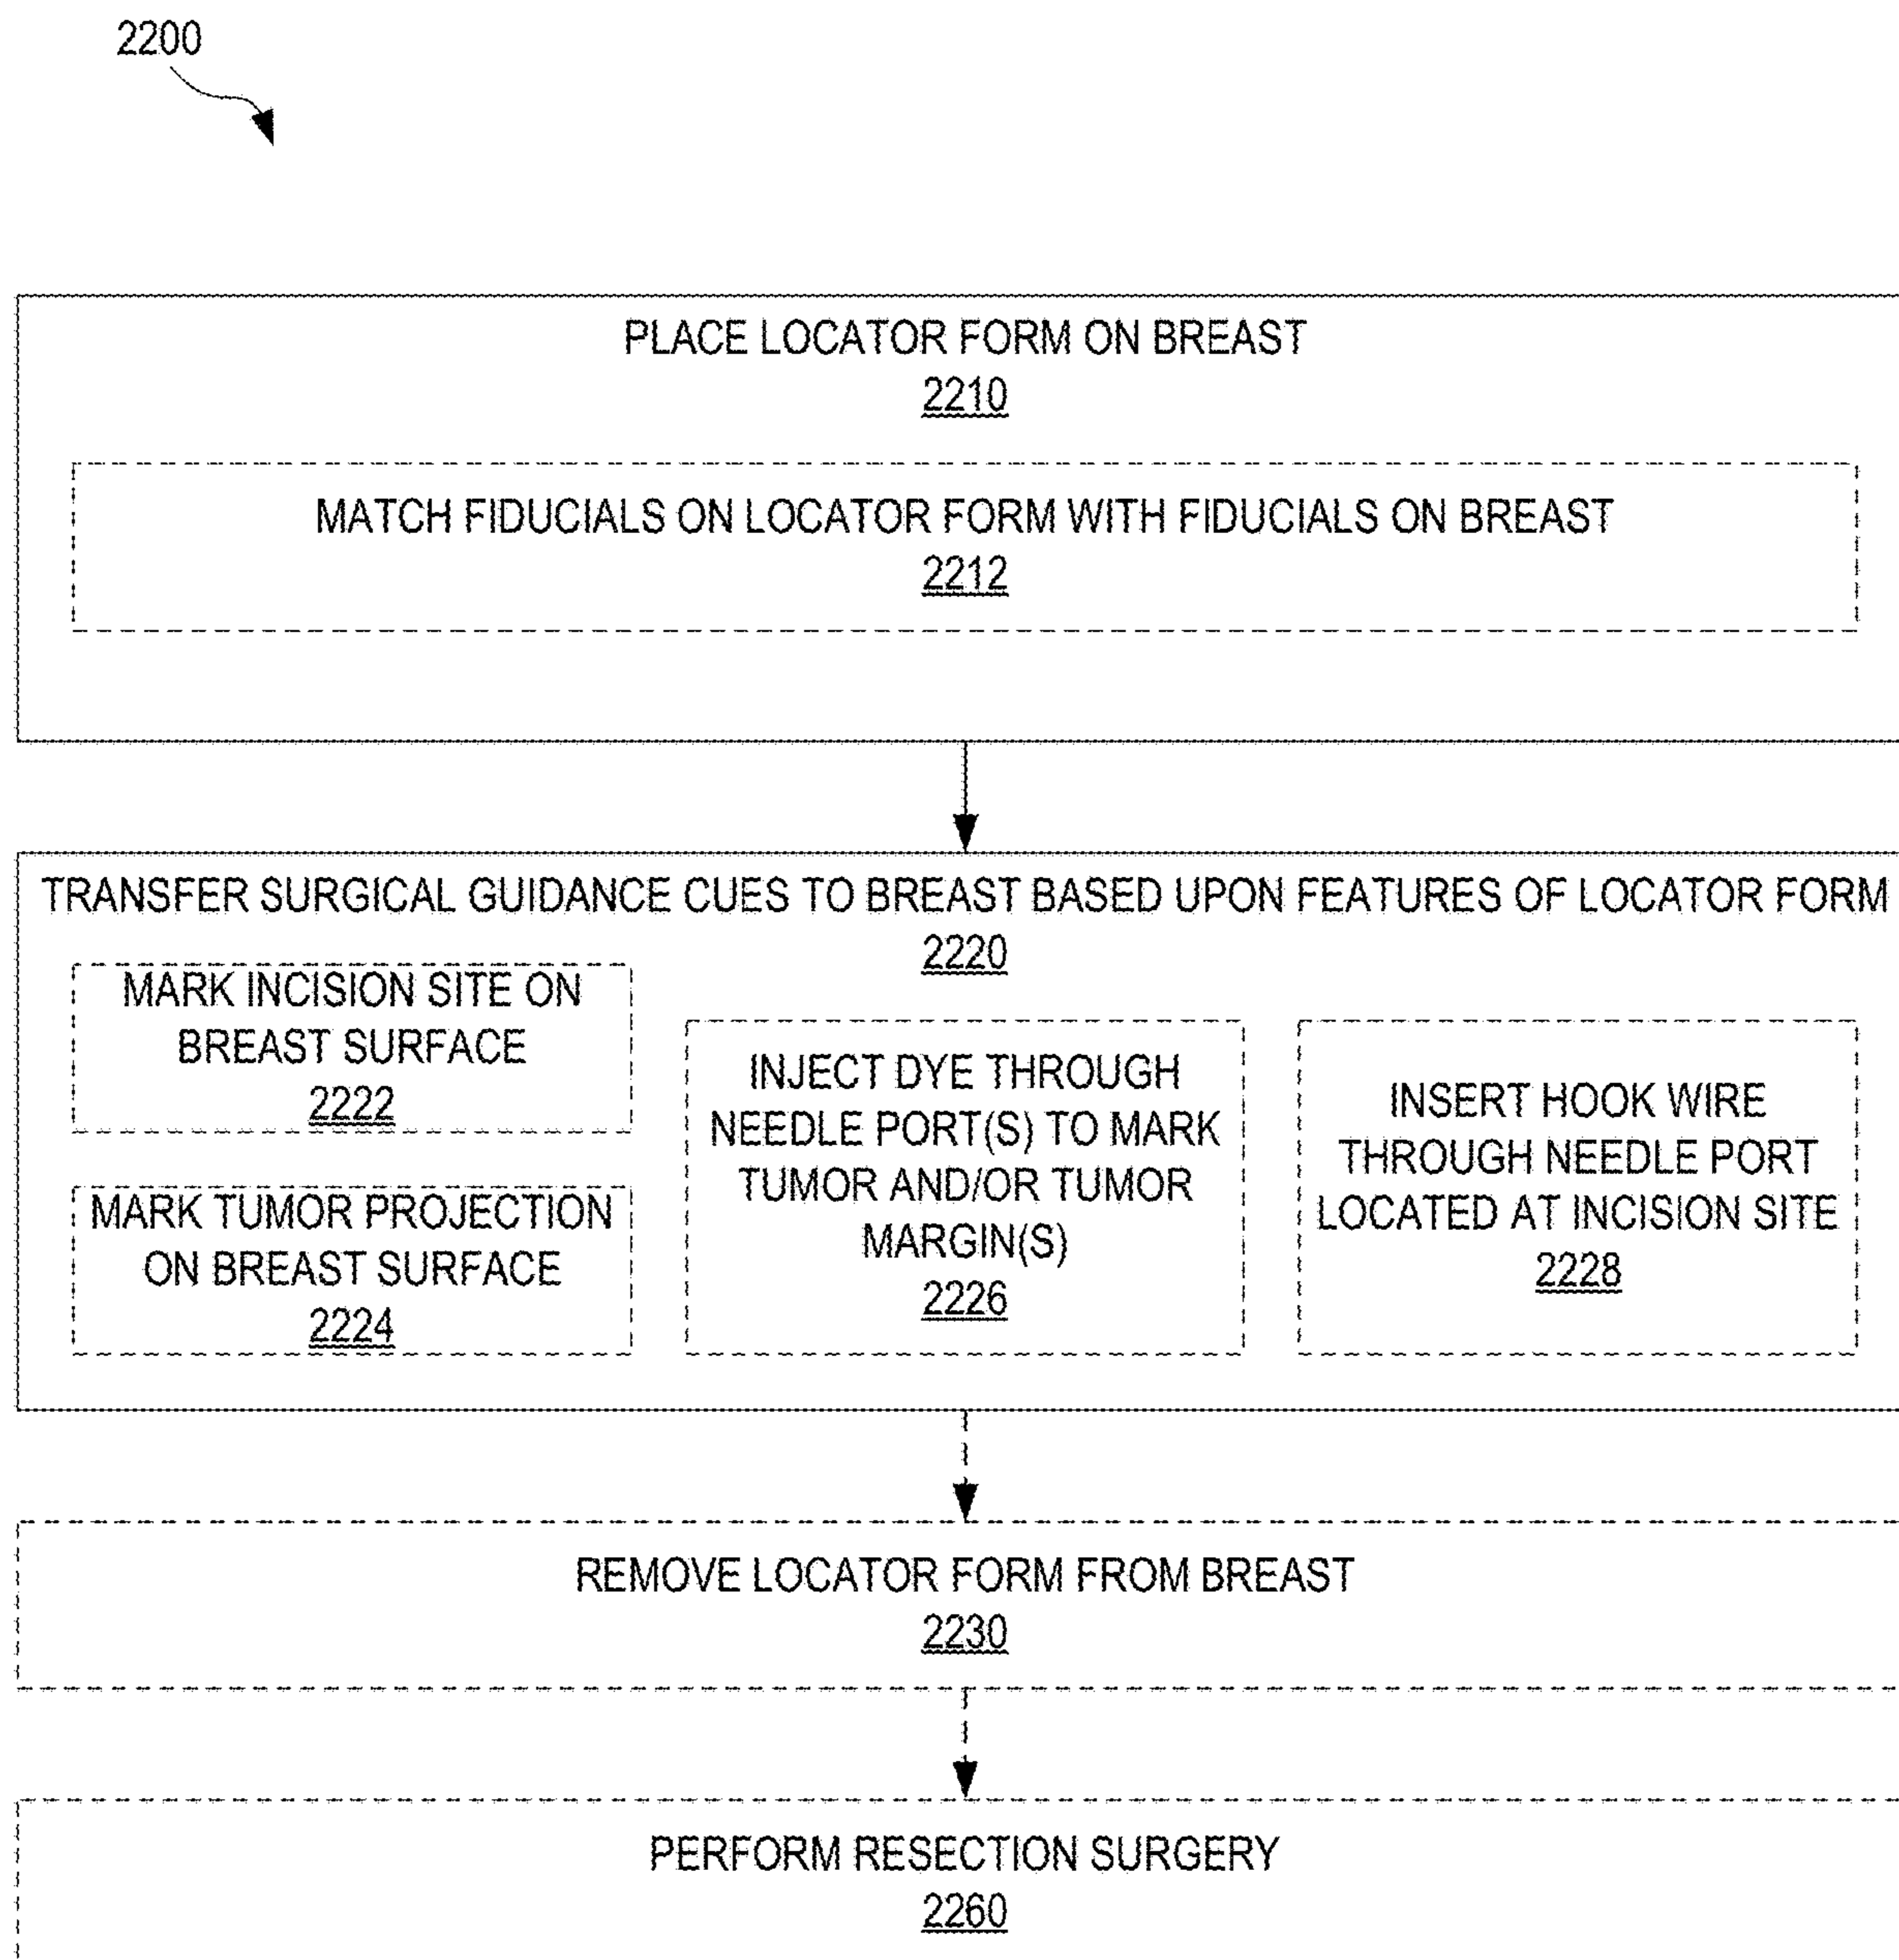 2200
PLACE LOCATOR FORM ON BREAST
2210
MATCH FIDUCIALS ON LOCATOR FORM WITH FIDUCIALS ON BREAST
2212
TRANSFER SURGICAL GUIDANCE CUES TO BREAST BASED UPON FEATURES OF LOCATOR FORM
2220
MARK INCISION SITE ON
BREAST SURFACE
2222
MARK TUMOR PROJECTION
ON BREAST SURFACE
2224
INJECT DYE THROUGH
NEEDLE PORT(S) TO MARK
TUMOR AND/OR TUMOR
MARGIN(S)
2226
INSERT HOOK WIRE
THROUGH NEEDLE PORT
LOCATED AT INCISION SITE
2228
REMOVE LOCATOR FORM FROM BREAST
2230
PERFORM RESECTION SURGERY
2260